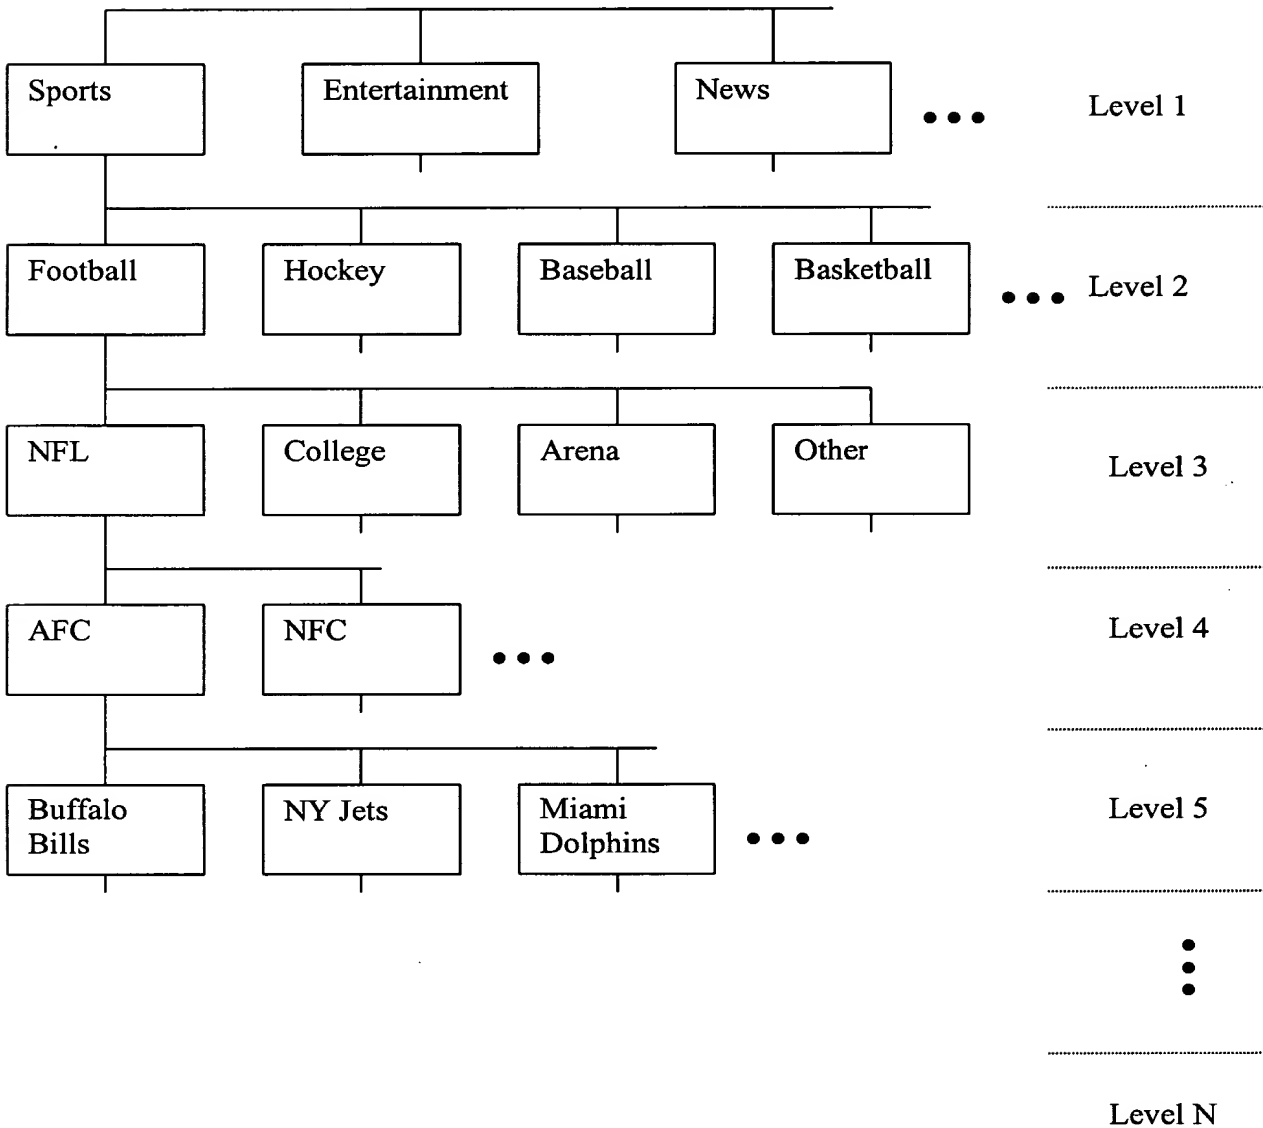 Sports
Entertainment
News
Level 1
Football
Hockey
Baseball
Basketball
Level 2
NFL
College
Arena
Other
Level 3
AFC
NFC
Level 4
Buffalo
Bills
NY Jets
Miami
Dolphins
Level 5
Level N